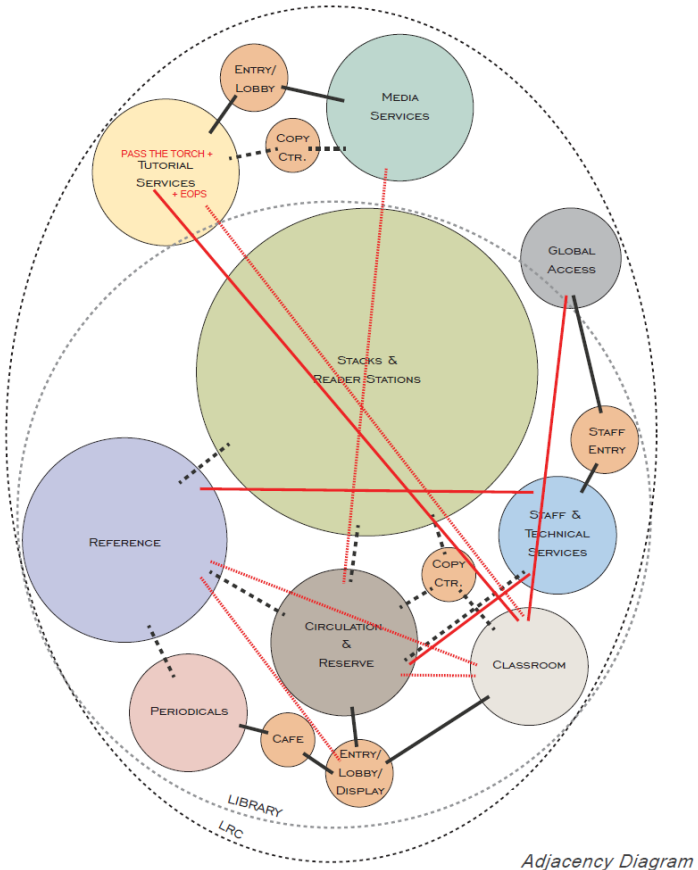 ENTRY/
LOBBY
MEDIA
SERVICES
COPY
CTR.
PASS THE TORCH +
TUTORIAL
SERVICES
+ EOPS
GLOBAL
ACCESS
STACKS &
READER STATIONS
STAFF
ENTRY
STAFF &
TECHNICAL
SERVICES
REFERENCE
COPY
CTR.
CIRCULATION
&
RESERVE
CLASSROOM
PERIODICALS
CAFE
ENTRY/
LOBBY/
DISPLAY
LIBRARY
LRC
Adjacency Diagram